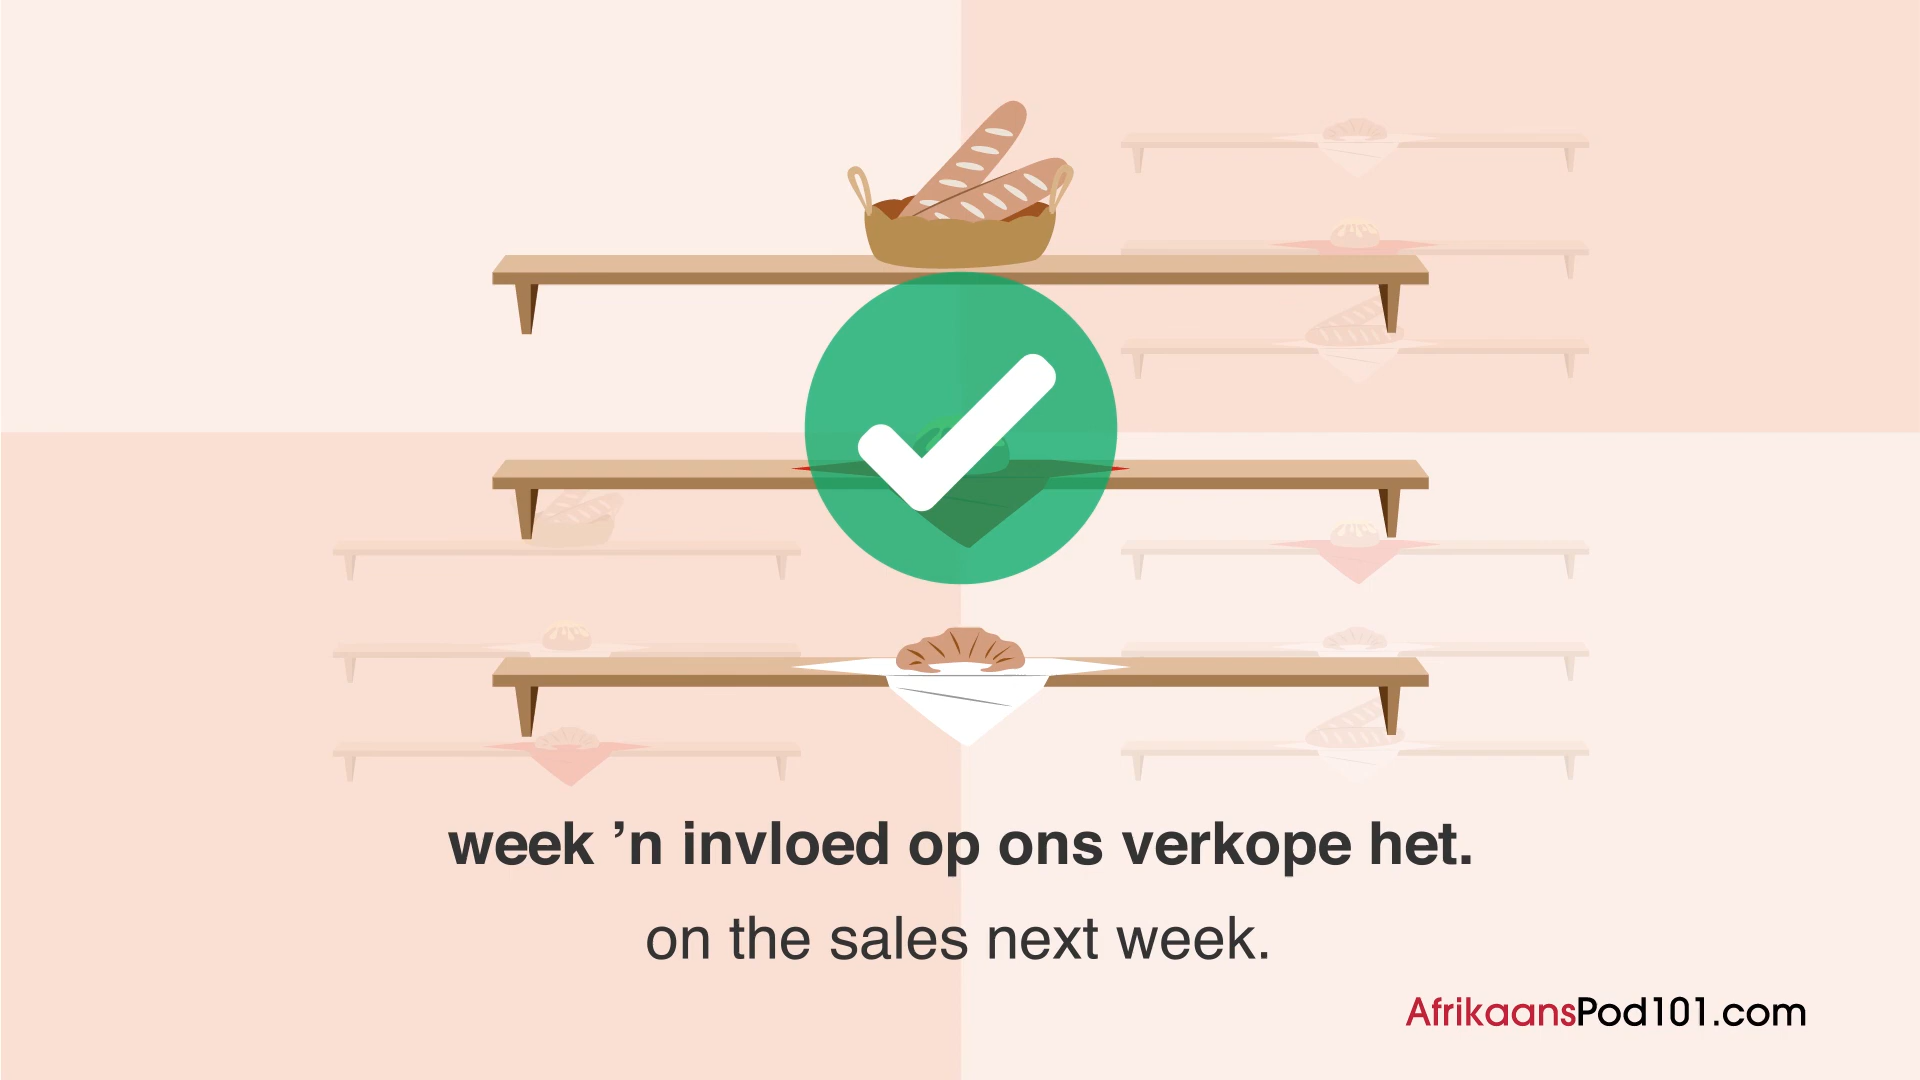 week ’n invloed op ons verkope het.
on the sales next week.
AfrikaansPod101.com